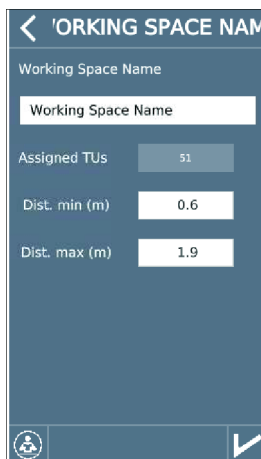 'ORKING SPACE NAM
Working Space Name
Working Space Name
Assigned TUs 51
Dist. min (m) 0.6
Dist. max (m) 1.9